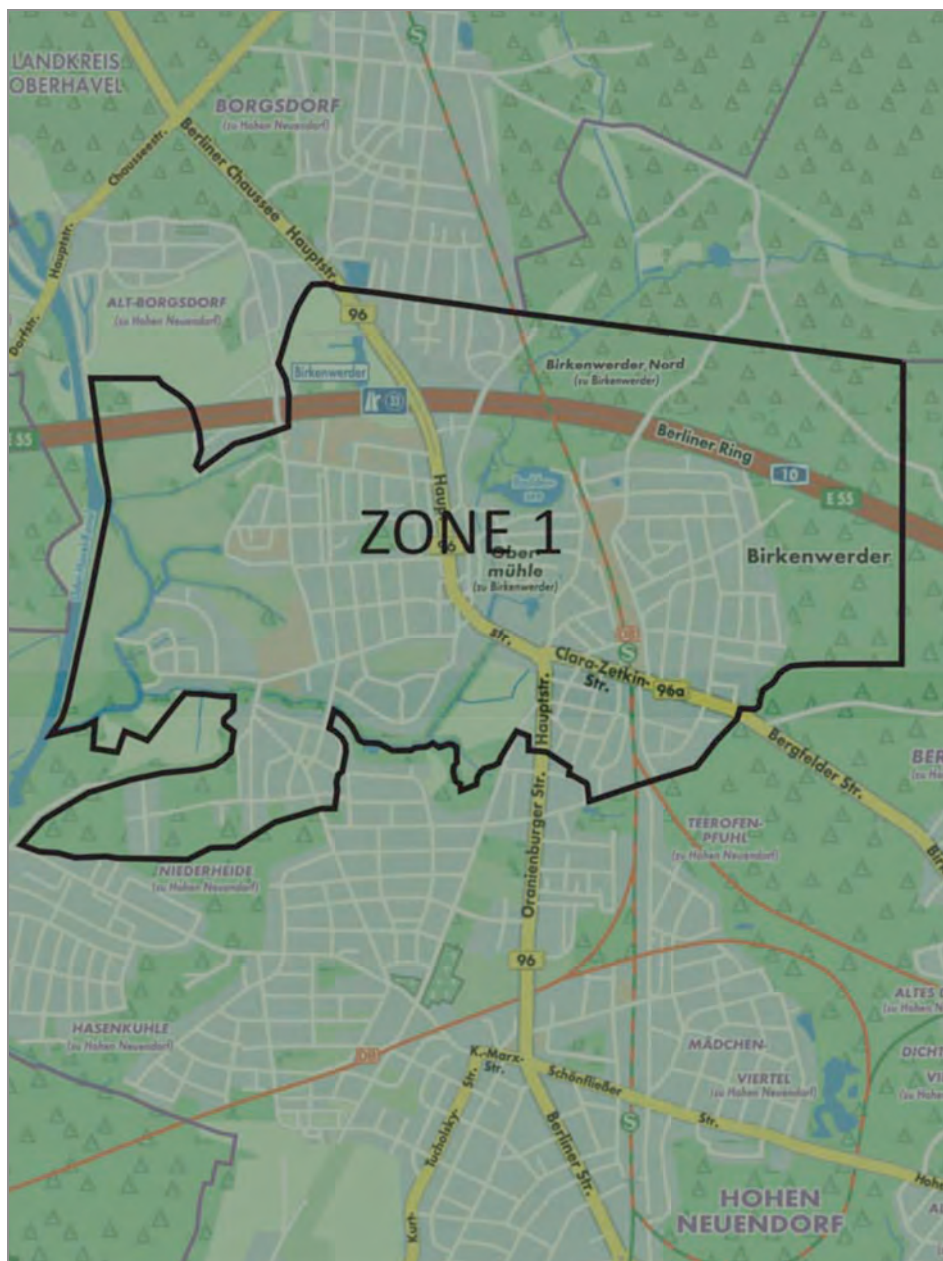 LANDKREIS
OBERHAVEL
BORGSDORF
(zu Hohen Neuendorf)
Chausseestr.
Berliner Chaussee
Hauptstr.
Hauptstr.
Dorfstr.
ALT-BORGSDORF
(zu Hohen Neuendorf)
96
Birkenwerder Nord
(zu Birkenwerder)
Birkenwerder
E 55
Berliner Ring
10
E 55
ZONE 1
96
Ober-
mühle
(zu Birkenwerder)
Birkenwerder
str.
DB
S
Clara-Zetkin-
Str.
96a
Hauptstr.
Bergfelder Str.
Oranienburger Str.
TEEROFEN-
PFUHL
(zu Hohen Neuendorf)
NIEDERHEIDE
(zu Hohen Neuendorf)
96
HASENKUHLE
(zu Hohen Neuendorf)
DB
K.-Marx-
Str.
MÄDCHEN-
VIERTEL
(zu Hohen Neuendorf)
Schönfließer
Str.
S
Kurt-
Tucholsky-
Str.
Berliner Str.
HOHEN
NEUENDORF